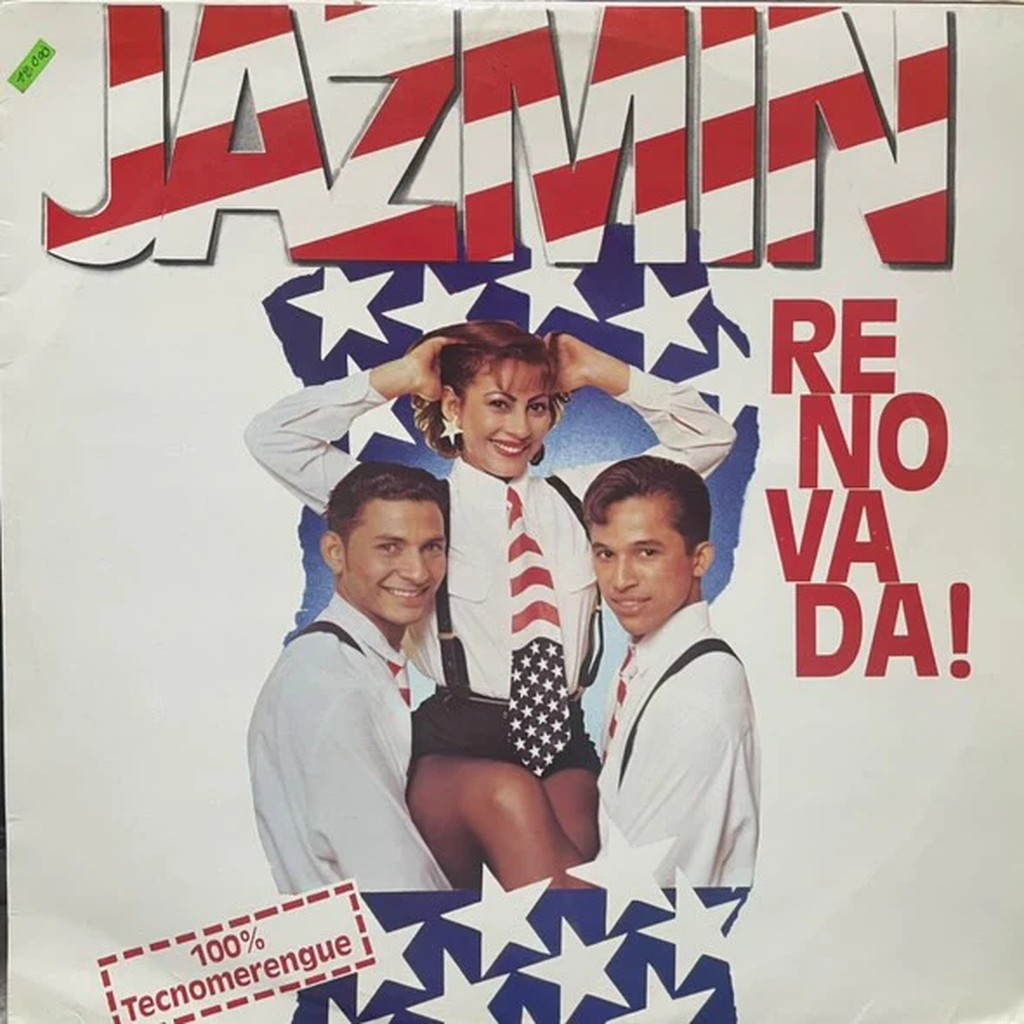 JAZMIN
RE
NO
VA
DA!
100%
Tecnomerengue